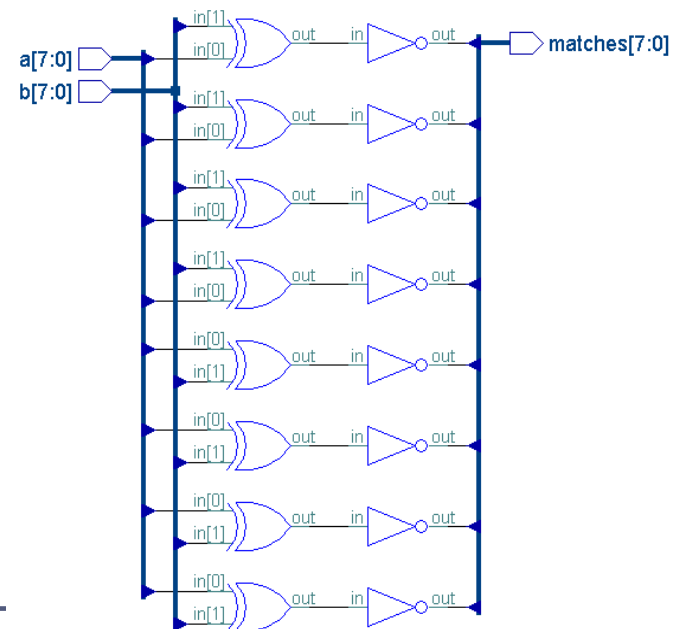 in[1] out in out
in[0] matches[7:0]
a[7:0]
b[7:0]
in[1] out in out
in[0]
in[1] out in out
in[0]
in[1] out in out
in[0]
in[0] out in out
in[1]
in[0] out in out
in[1]
in[0] out in out
in[1]
in[0] out in out
in[1]